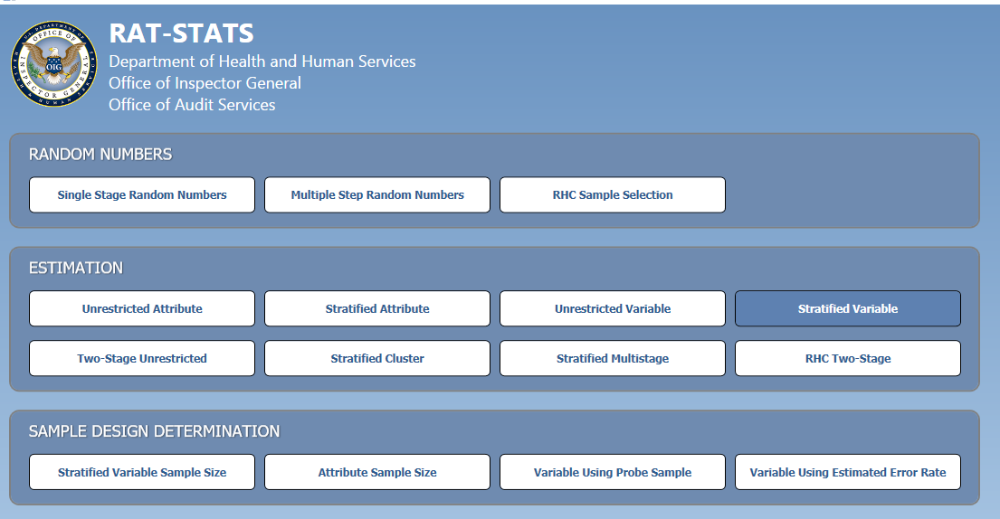 RAT-STATS
Department of Health and Human Services
Office of Inspector General
Office of Audit Services
OIG
RANDOM NUMBERS
Single Stage Random Numbers
Multiple Step Random Numbers
RHC Sample Selection
ESTIMATION
Unrestricted Attribute
Stratified Attribute
Unrestricted Variable
Stratified Variable
Two-Stage Unrestricted
Stratified Cluster
Stratified Multistage
RHC Two-Stage
SAMPLE DESIGN DETERMINATION
Stratified Variable Sample Size
Attribute Sample Size
Variable Using Probe Sample
Variable Using Estimated Error Rate